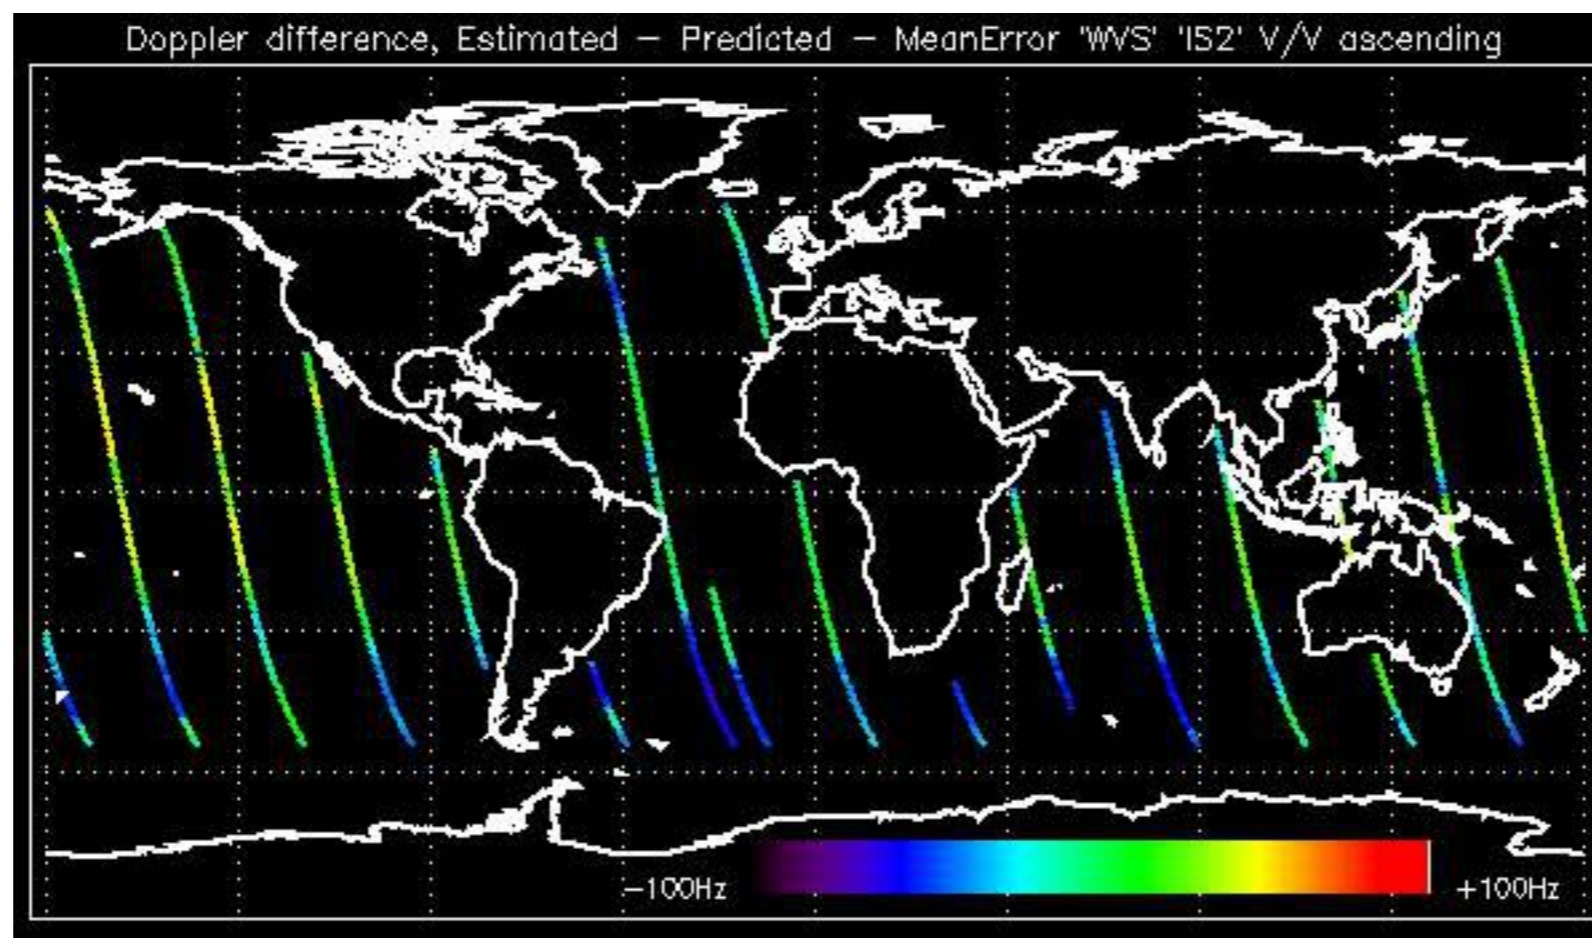 Doppler difference, Estimated – Predicted – MeanError 'WVS' 'IS2' V/V ascending
–100Hz
+100Hz